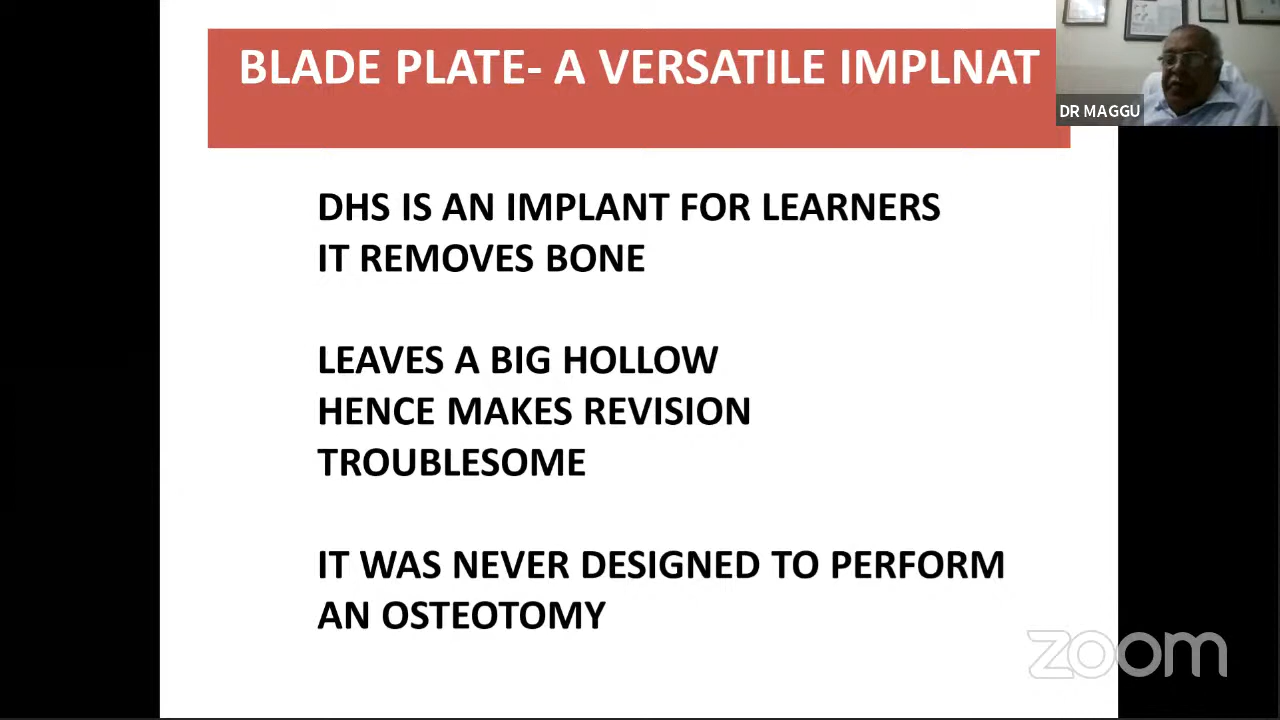 BLADE PLATE- A VERSATILE IMPLNAT
DR MAGGU
DHS IS AN IMPLANT FOR LEARNERS
IT REMOVES BONE
LEAVES A BIG HOLLOW
HENCE MAKES REVISION
TROUBLESOME
IT WAS NEVER DESIGNED TO PERFORM
AN OSTEOTOMY
zoom